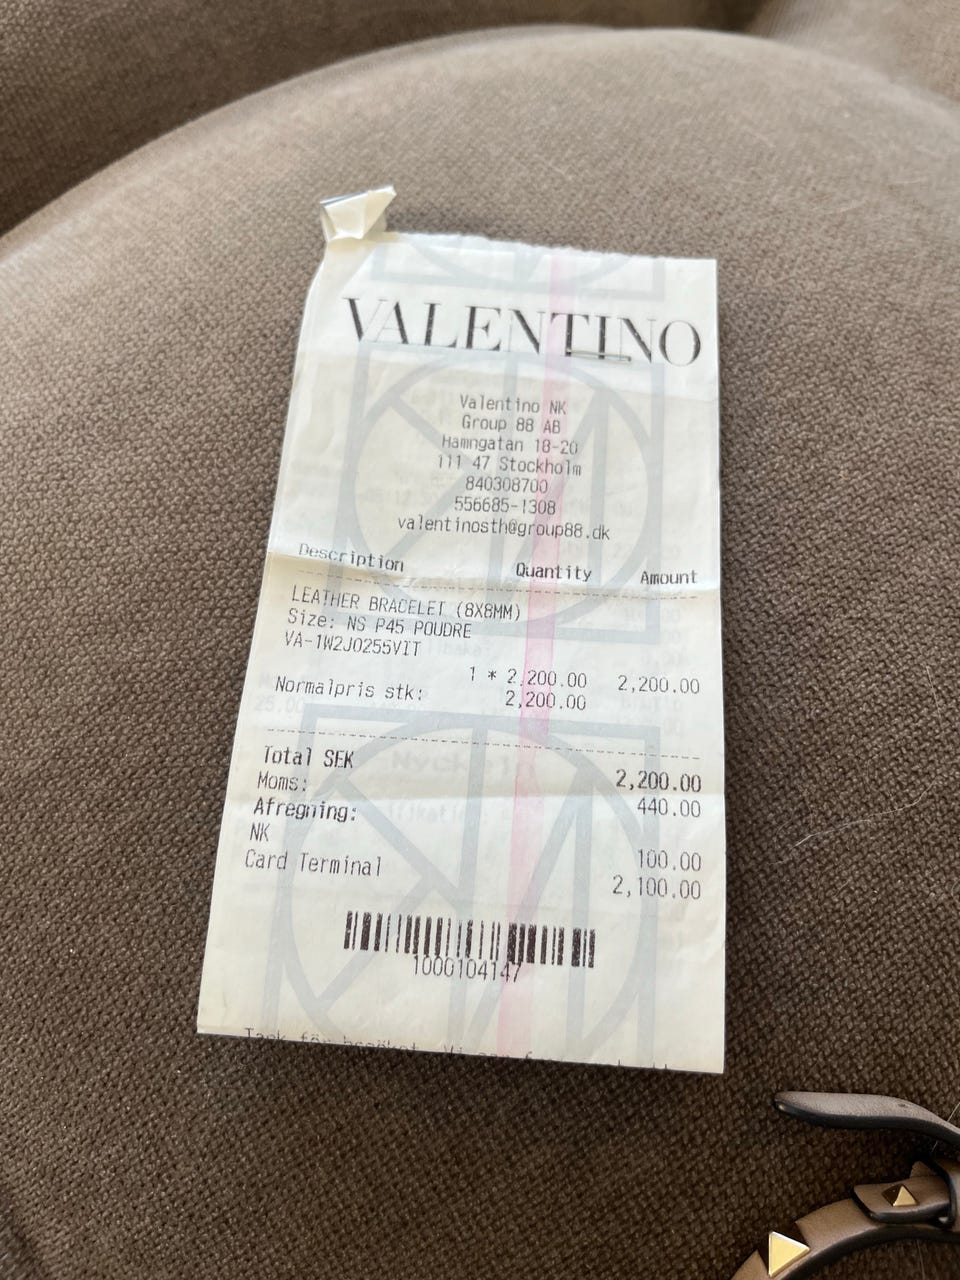 VALENTINO
Valentino NK
Group 88 AB
Hamngatan 18-20
111 47 Stockholm
840308700
556685-1308
valentinosth@group88.dk
Description Quantity Amount
LEATHER BRACELET (8X8MM)
Size: NS P45 POUDRE
VA-1W2J0255VIT
1 * 2,200.00 2,200.00
Normalpris stk: 2,200.00
Total SEK 2,200.00
Moms: 440.00
Afregning:
NK 100.00
Card Terminal 2,100.00
1000104147